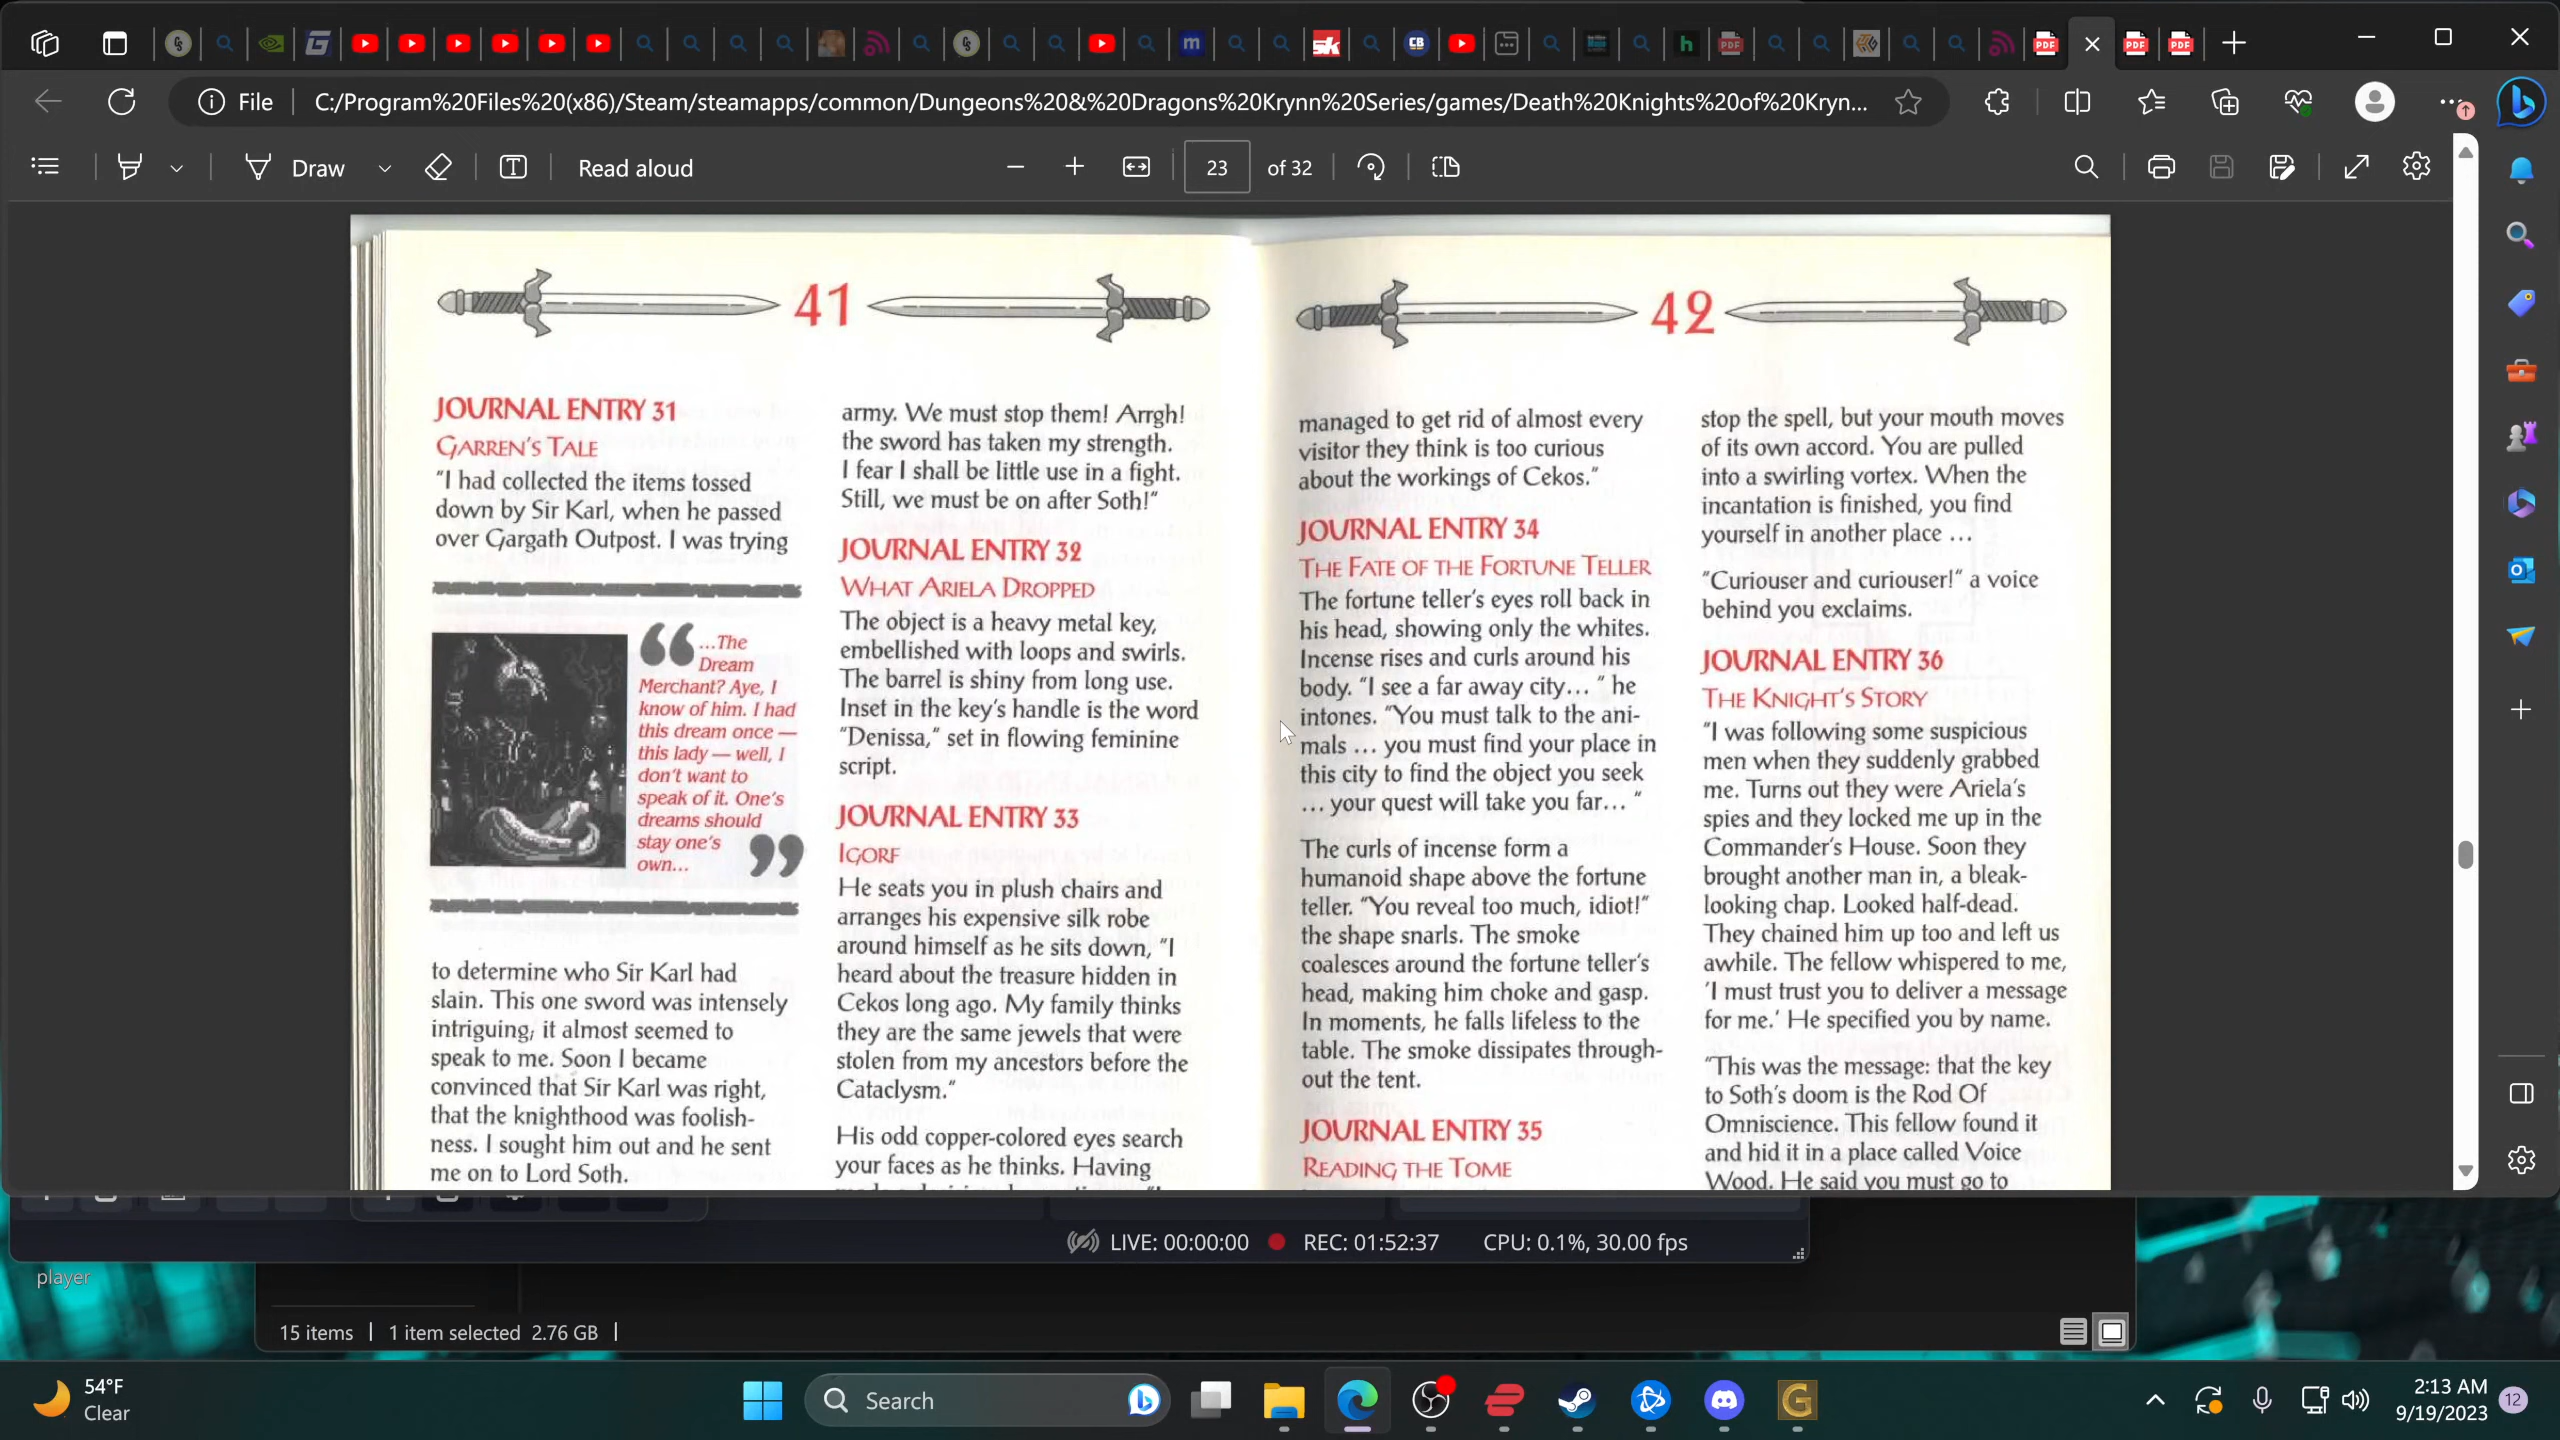 File
C:/Program%20Files%20(x86)/Steam/steamapps/common/Dungeons%20&%20Dragons%20Krynn%20Series/games/Death%20Knights%20of%20Kryn...
Draw
Read aloud
23 of 32
41
JOURNAL ENTRY 31
GARREN'S TALE
"I had collected the items tossed
down by Sir Karl, when he passed
over Gargath Outpost. I was trying
“ ...The
Dream
Merchant? Aye, I
know of him. I had
this dream once —
this lady — well, I
don't want to
speak of it. One's
dreams should
stay one's
own... ”
to determine who Sir Karl had
slain. This one sword was intensely
intriguing; it almost seemed to
speak to me. Soon I became
convinced that Sir Karl was right,
that the knighthood was foolish-
ness. I sought him out and he sent
me on to Lord Soth.
army. We must stop them! Arrgh!
the sword has taken my strength.
I fear I shall be little use in a fight.
Still, we must be on after Soth!"
JOURNAL ENTRY 32
WHAT ARIELA DROPPED
The object is a heavy metal key,
embellished with loops and swirls.
The barrel is shiny from long use.
Inset in the key's handle is the word
"Denissa," set in flowing feminine
script.
JOURNAL ENTRY 33
IGORF
He seats you in plush chairs and
arranges his expensive silk robe
around himself as he sits down, "I
heard about the treasure hidden in
Cekos long ago. My family thinks
they are the same jewels that were
stolen from my ancestors before the
Cataclysm."
His odd copper-colored eyes search
your faces as he thinks. Having
42
managed to get rid of almost every
visitor they think is too curious
about the workings of Cekos."
JOURNAL ENTRY 34
THE FATE OF THE FORTUNE TELLER
The fortune teller's eyes roll back in
his head, showing only the whites.
Incense rises and curls around his
body. "I see a far away city... " he
intones. "You must talk to the ani-
mals ... you must find your place in
this city to find the object you seek
... your quest will take you far... "
The curls of incense form a
humanoid shape above the fortune
teller. "You reveal too much, idiot!"
the shape snarls. The smoke
coalesces around the fortune teller's
head, making him choke and gasp.
In moments, he falls lifeless to the
table. The smoke dissipates through-
out the tent.
JOURNAL ENTRY 35
READING THE TOME
stop the spell, but your mouth moves
of its own accord. You are pulled
into a swirling vortex. When the
incantation is finished, you find
yourself in another place ...
"Curiouser and curiouser!" a voice
behind you exclaims.
JOURNAL ENTRY 36
THE KNIGHT'S STORY
"I was following some suspicious
men when they suddenly grabbed
me. Turns out they were Ariela's
spies and they locked me up in the
Commander's House. Soon they
brought another man in, a bleak-
looking chap. Looked half-dead.
They chained him up too and left us
awhile. The fellow whispered to me,
'I must trust you to deliver a message
for me.' He specified you by name.
"This was the message: that the key
to Soth's doom is the Rod Of
Omniscience. This fellow found it
and hid it in a place called Voice
Wood. He said you must go to
LIVE: 00:00:00 REC: 01:52:37 CPU: 0.1%, 30.00 fps
player
15 items | 1 item selected 2.76 GB |
54°F
Clear
Search
2:13 AM
9/19/2023
12